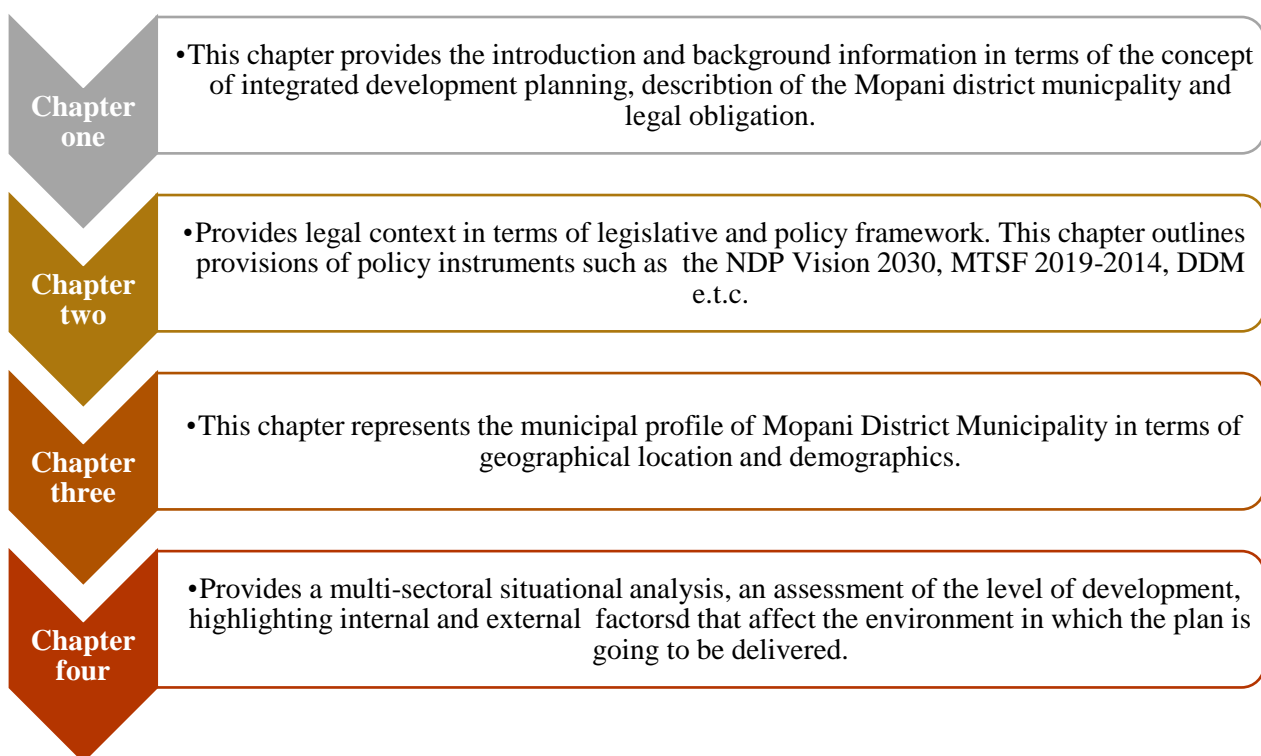 Chapter
one
•This chapter provides the introduction and background information in terms of the concept
of integrated development planning, describtion of the Mopani district municpality and
legal obligation.
Chapter
two
•Provides legal context in terms of legislative and policy framework. This chapter outlines
provisions of policy instruments such as  the NDP Vision 2030, MTSF 2019-2014, DDM
e.t.c.
Chapter
three
•This chapter represents the municipal profile of Mopani District Municipality in terms of
geographical location and demographics.
Chapter
four
•Provides a multi-sectoral situational analysis, an assessment of the level of development,
highlighting internal and external  factorsd that affect the environment in which the plan is
going to be delivered.